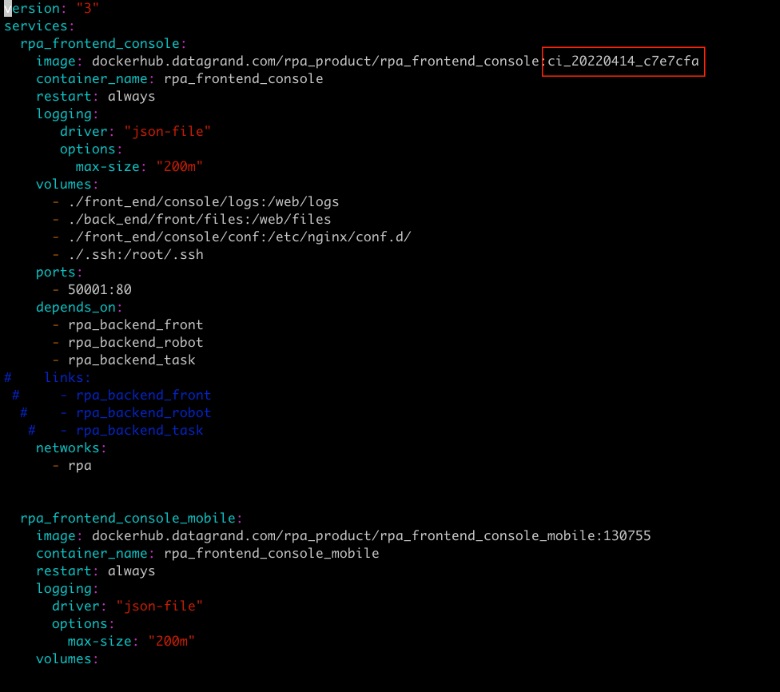 version: "3"
services:
  rpa_frontend_console:
    image: dockerhub.datagrand.com/rpa_product/rpa_frontend_console:ci_20220414_c7e7cfa
    container_name: rpa_frontend_console
    restart: always
    logging:
       driver: "json-file"
       options:
         max-size: "200m"
    volumes:
      - ./front_end/console/logs:/web/logs
      - ./back_end/front/files:/web/files
      - ./front_end/console/conf:/etc/nginx/conf.d/
      - ./.ssh:/root/.ssh
    ports:
      - 50001:80
    depends_on:
      - rpa_backend_front
      - rpa_backend_robot
      - rpa_backend_task
#    links:
 #     - rpa_backend_front
  #    - rpa_backend_robot
   #   - rpa_backend_task
    networks:
      - rpa
  rpa_frontend_console_mobile:
    image: dockerhub.datagrand.com/rpa_product/rpa_frontend_console_mobile:130755
    container_name: rpa_frontend_console_mobile
    restart: always
    logging:
      driver: "json-file"
      options:
        max-size: "200m"
    volumes: